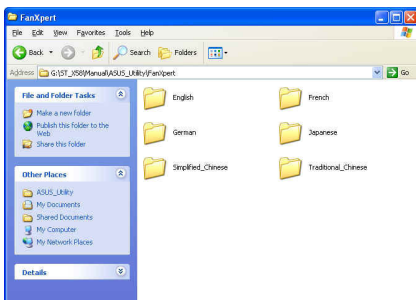 FanXpert
File Edit View Favorites Tools Help
Back Search Folders
Address G:\ST_X58\Manual\ASUS_Utility\FanXpert Go
File and Folder Tasks
Make a new folder
Publish this folder to the Web
Share this folder
Other Places
ASUS_Utility
My Documents
Shared Documents
My Computer
My Network Places
Details
English French
German Japanese
Simplified_Chinese Traditional_Chinese